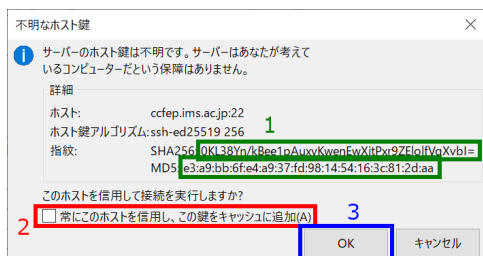 不明なホスト鍵
サーバーのホスト鍵は不明です。サーバーはあなたが考えて
いるコンピューターだという保障はありません。
詳細
ホスト: ccfep.ims.ac.jp:22
ホスト鍵アルゴリズム: ssh-ed25519 256
1
指紋: SHA256:0KL38Yn/kBee1pAuxvKwenEwXitPxr9ZEIolfVqXvbI=
MD5:e3:a9:bb:6f:e4:a9:37:fd:98:14:54:16:3c:81:2d:aa
このホストを信用して接続を実行しますか?
2 常にこのホストを信用し、この鍵をキャッシュに追加(A)
3
OK キャンセル